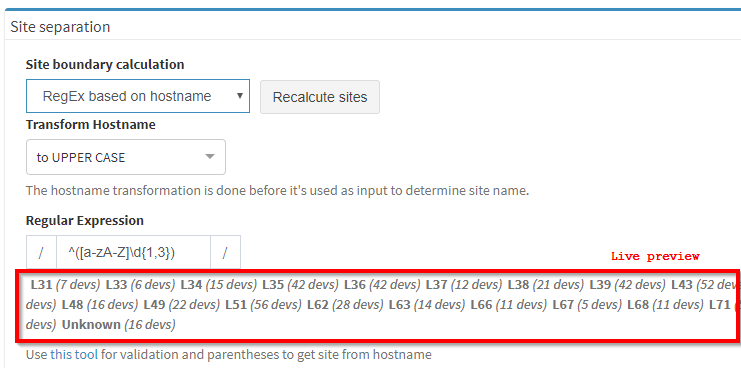 Site separation
Site boundary calculation
RegEx based on hostname
Recalcute sites
Transform Hostname
to UPPER CASE
The hostname transformation is done before it's used as input to determine site name.
Regular Expression
/ ^([a-zA-Z]\d{1,3}) /
Live preview
L31 (7 devs) L33 (6 devs) L34 (15 devs) L35 (42 devs) L36 (42 devs) L37 (12 devs) L38 (21 devs) L39 (42 devs) L43 (52 dev
devs) L48 (16 devs) L49 (22 devs) L51 (56 devs) L62 (28 devs) L63 (14 devs) L66 (11 devs) L67 (5 devs) L68 (11 devs) L71
devs) Unknown (16 devs)
Use this tool for validation and parentheses to get site from hostname